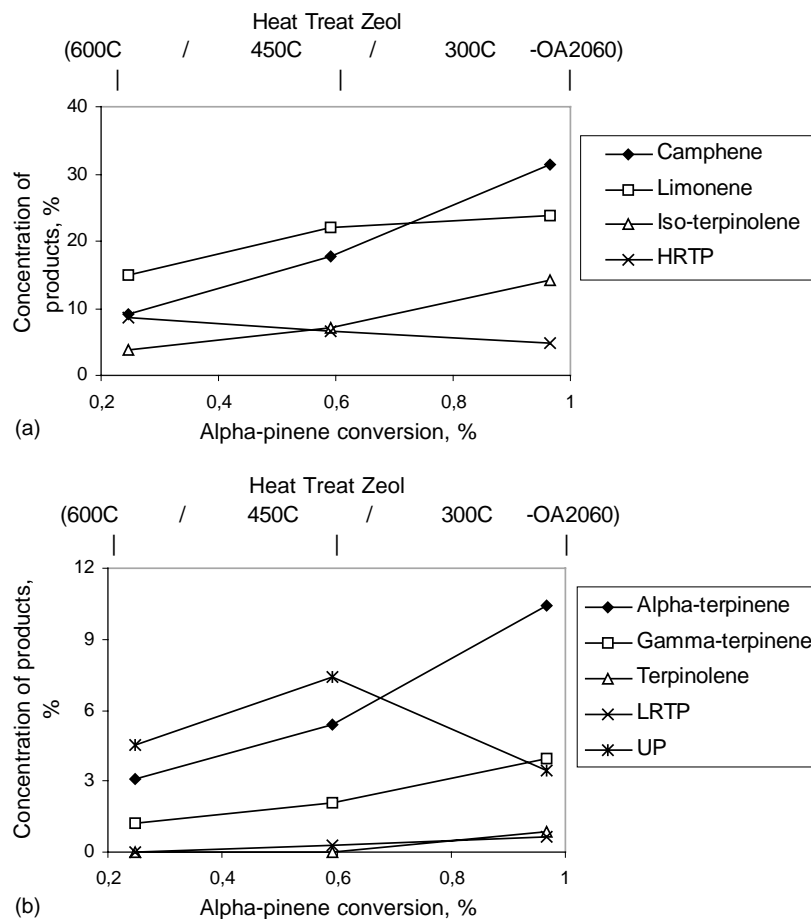 Heat Treat Zeol
(600C / 450C / 300C -OA2060)
40
30
20
10
0
Concentration of
products, %
0,2 0,4 0,6 0,8 1
(a)
Alpha-pinene conversion, %
Camphene
Limonene
Iso-terpinolene
HRTP
Heat Treat Zeol
(600C / 450C / 300C -OA2060)
12
9
6
3
0
Concentration of products,
%
0,2 0,4 0,6 0,8 1
(b)
Alpha-pinene conversion, %
Alpha-terpinene
Gamma-terpinene
Terpinolene
LRTP
UP